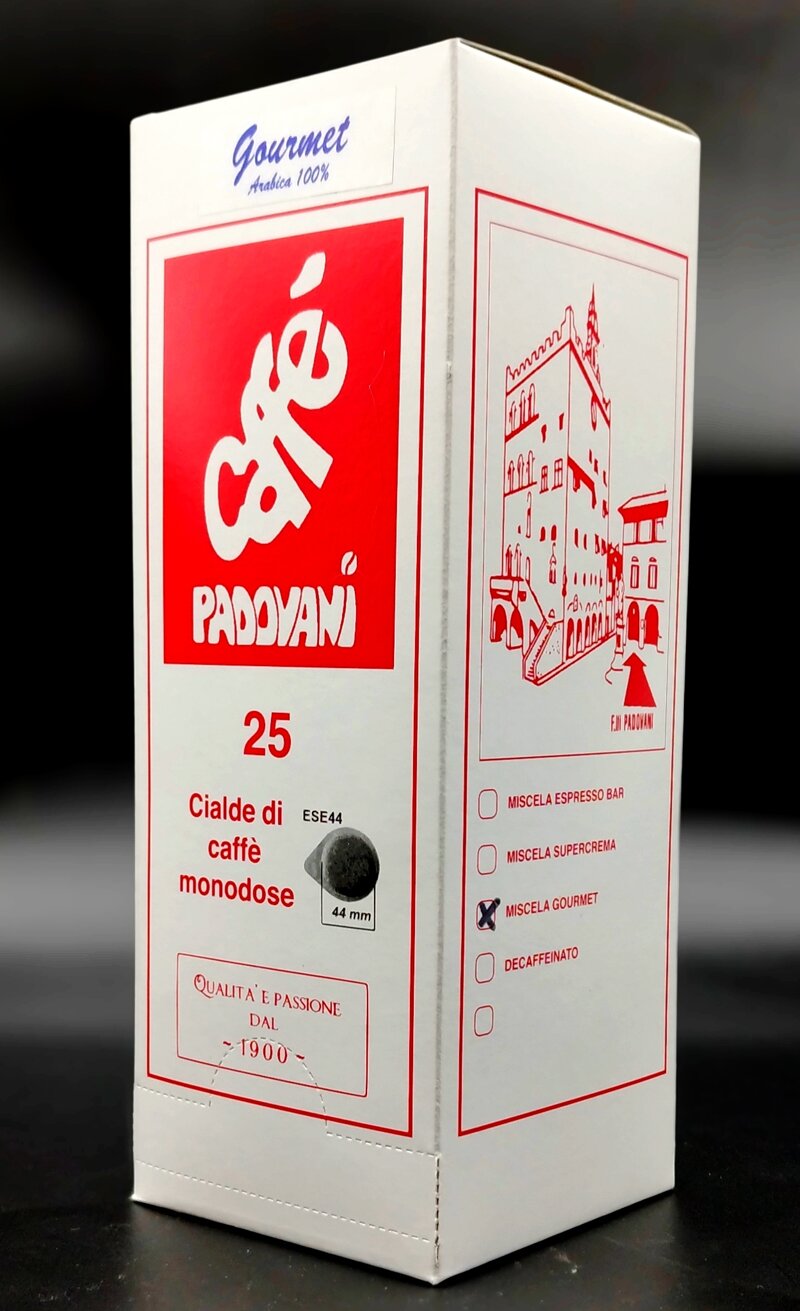 Gourmet
Arabica 100%
Caffé
PADOVANI
25
Cialde di
caffè
monodose
ESE44
44 mm
QUALITA' E PASSIONE
DAL
- 1900 -
F.lli PADOVANI
MISCELA ESPRESSO BAR
MISCELA SUPERCREMA
MISCELA GOURMET
DECAFFEINATO